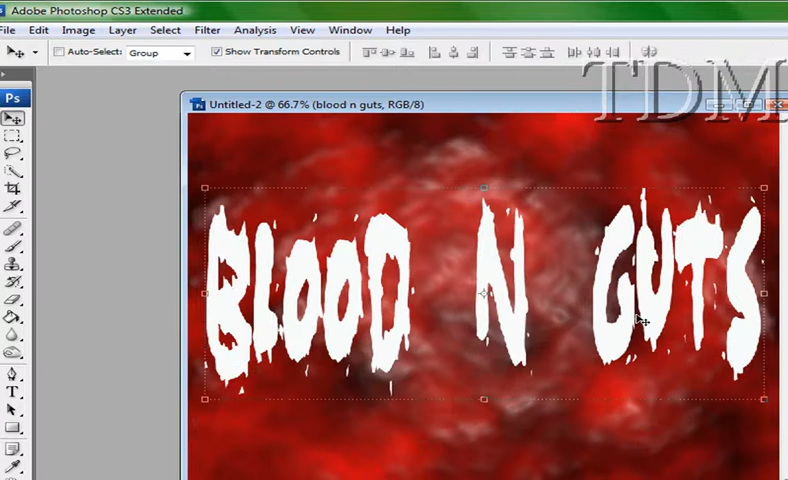 Adobe Photoshop CS3 Extended
File Edit Image Layer Select Filter Analysis View Window Help
Auto-Select: Group Show Transform Controls
TDM
Ps
Untitled-2 @ 66.7% (blood n guts, RGB/8)
BLOOD N GUTS
T